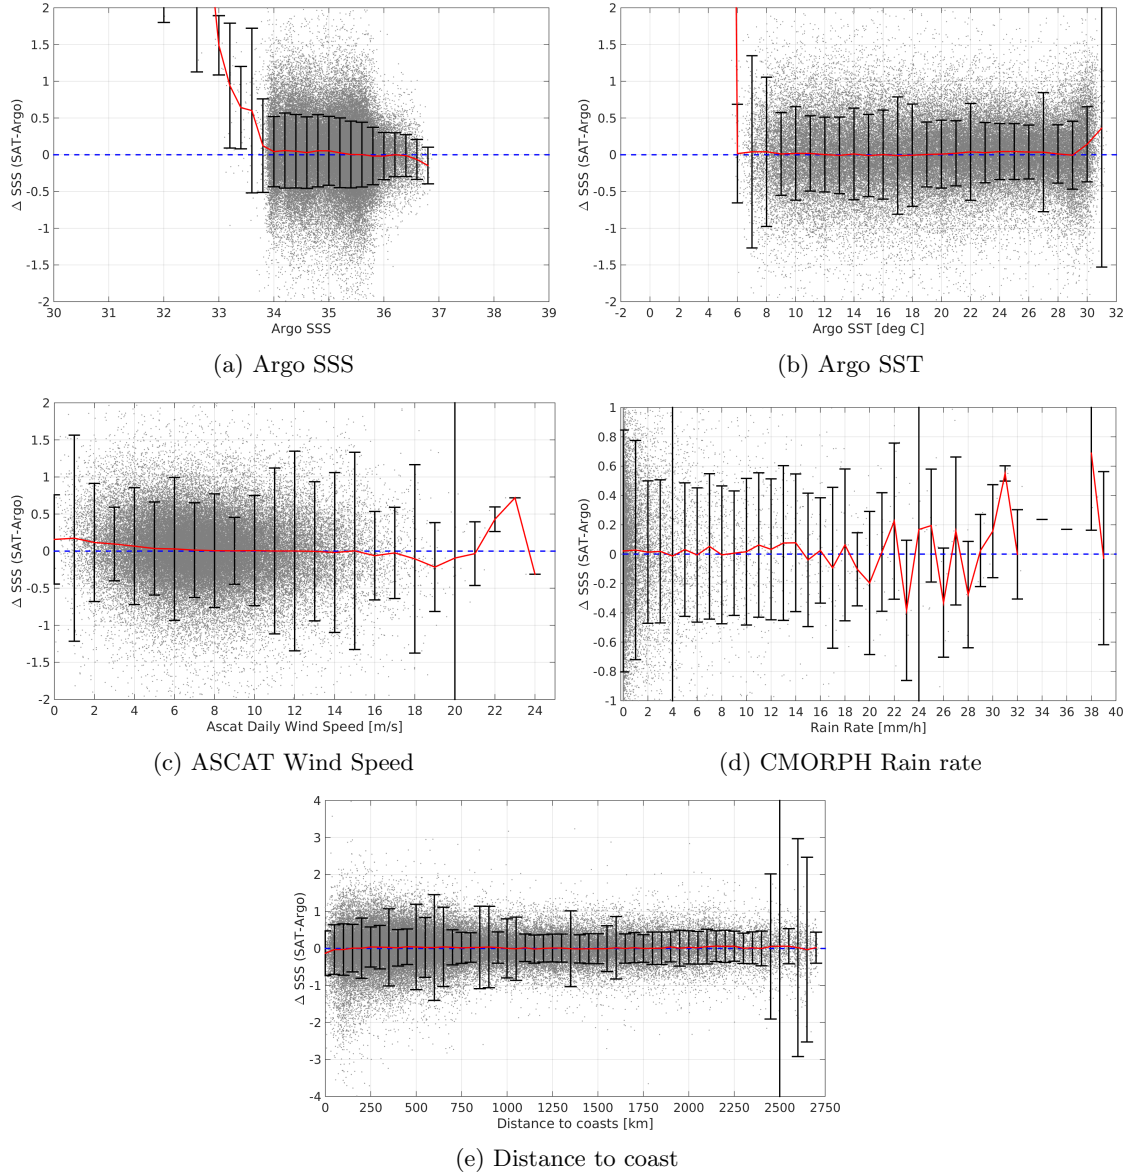 2
1.5
1
0.5
0
-0.5
-1
-1.5
-2
Δ SSS (SAT-Argo)
30 31 32 33 34 35 36 37 38 39
Argo SSS
(a) Argo SSS
2
1.5
1
0.5
0
-0.5
-1
-1.5
-2
Δ SSS (SAT-Argo)
-2 0 2 4 6 8 10 12 14 16 18 20 22 24 26 28 30 32
Argo SST [deg C]
(b) Argo SST
2
1.5
1
0.5
0
-0.5
-1
-1.5
-2
Δ SSS (SAT-Argo)
0 2 4 6 8 10 12 14 16 18 20 22 24
Ascat Daily Wind Speed [m/s]
(c) ASCAT Wind Speed
1
0.8
0.6
0.4
0.2
0
-0.2
-0.4
-0.6
-0.8
-1
Δ SSS (SAT-Argo)
0 2 4 6 8 10 12 14 16 18 20 22 24 26 28 30 32 34 36 38 40
Rain Rate [mm/h]
(d) CMORPH Rain rate
4
3
2
1
0
-1
-2
-3
-4
Δ SSS (SAT-Argo)
0 250 500 750 1000 1250 1500 1750 2000 2250 2500 2750
Distance to coasts [km]
(e) Distance to coast